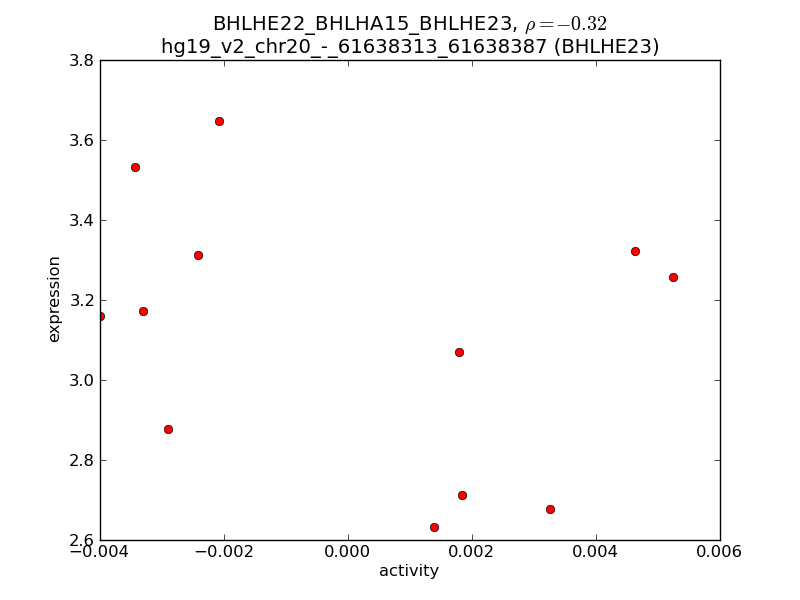 BHLHE22_BHLHA15_BHLHE23, ρ = −0.32
hg19_v2_chr20_-_61638313_61638387 (BHLHE23)
3.8
3.6
3.4
3.2
3.0
2.8
2.6
expression
−0.004 −0.002 0.000 0.002 0.004 0.006
activity